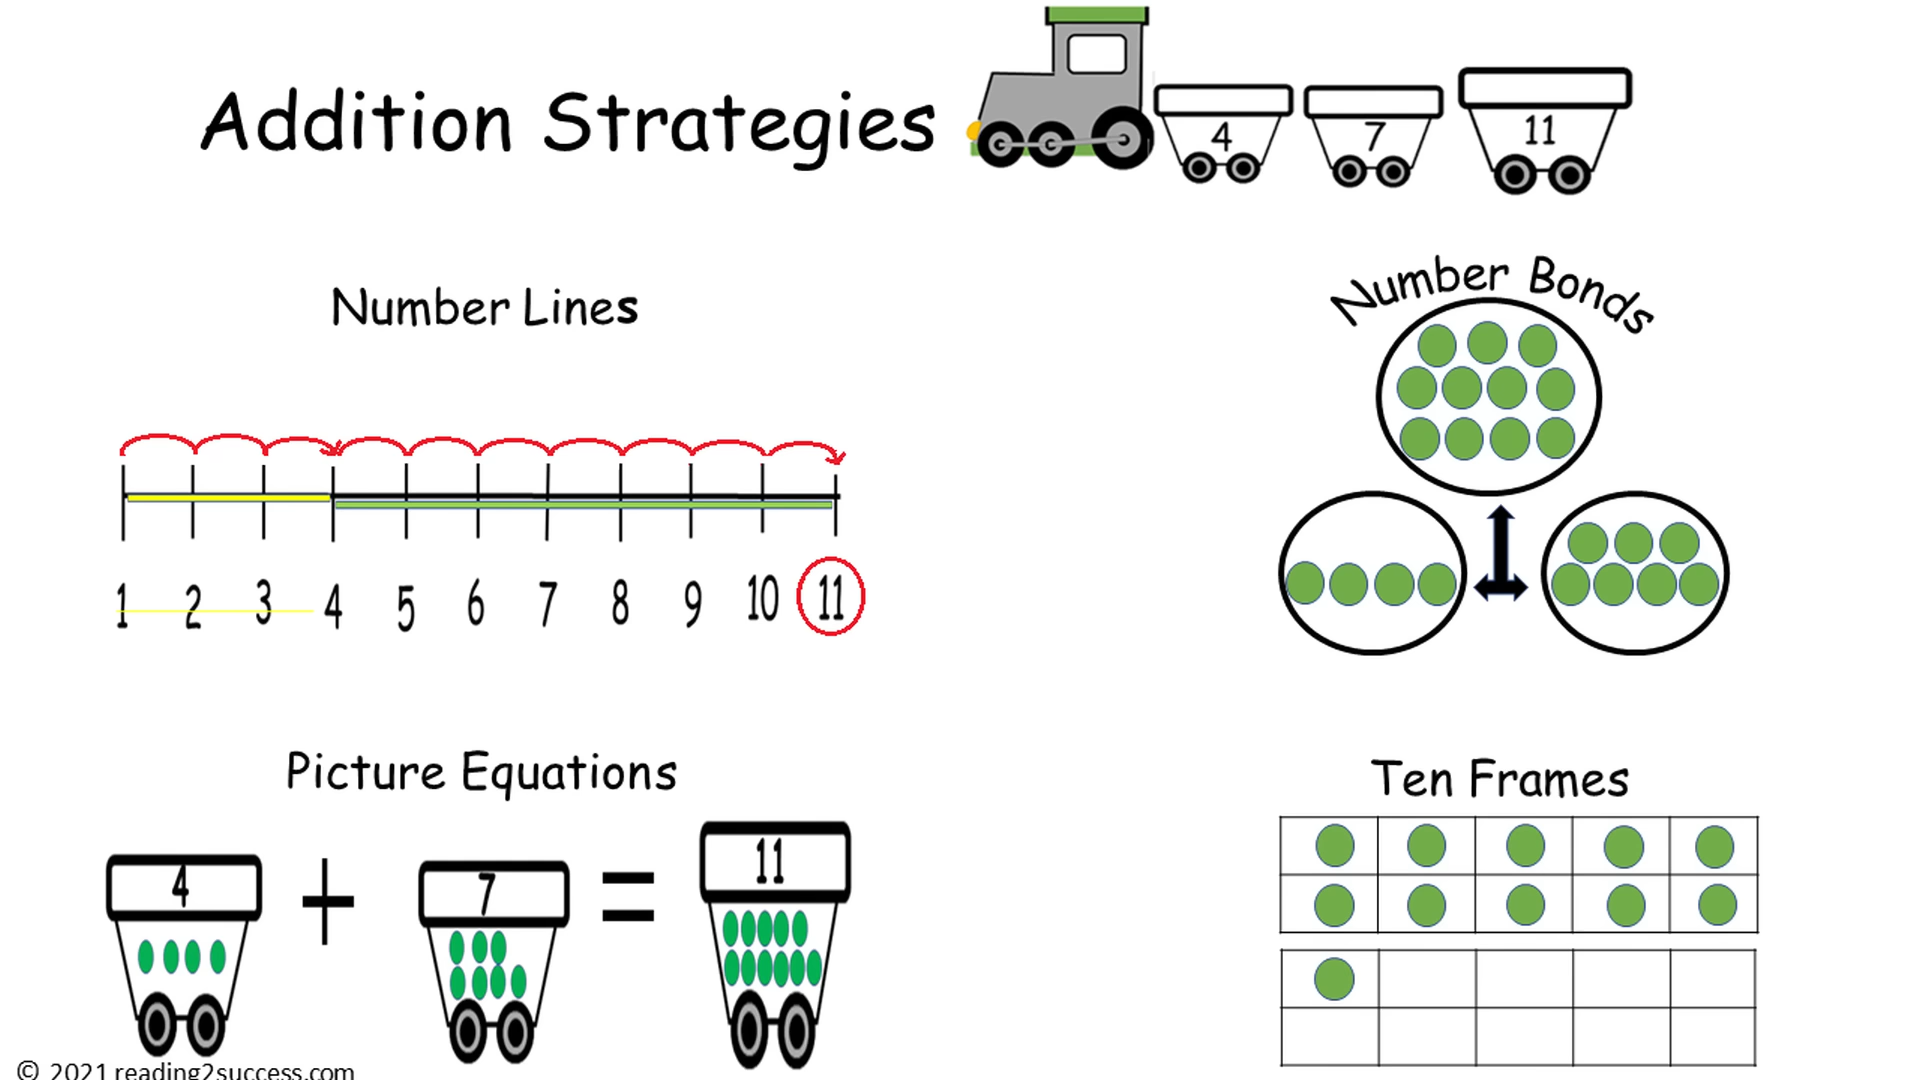 Addition Strategies
4 7 11
Number Lines
1 2 3 4 5 6 7 8 9 10 11
Number Bonds
Picture Equations
4 + 7 = 11
Ten Frames
© 2021 reading2success.com